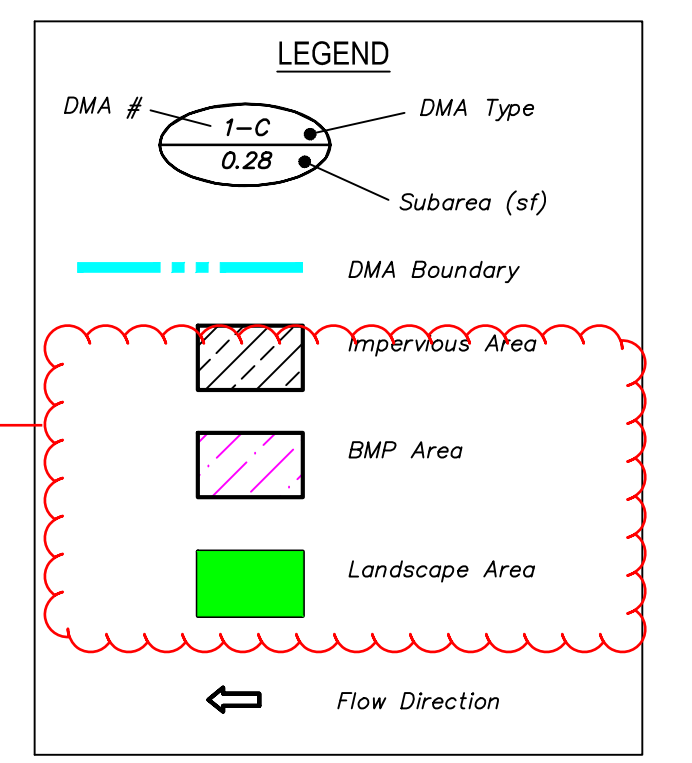 LEGEND
DMA # 1-C DMA Type
0.28
Subarea (sf)
DMA Boundary
Impervious Area
BMP Area
Landscape Area
Flow Direction